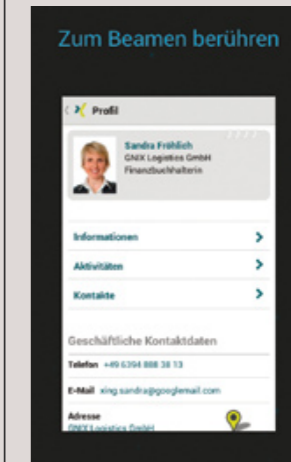 Zum Beamen berühren
Profil
Sandra Fröhlich
GNIX Logistics GmbH
Finanzbuchhalterin
Informationen
Aktivitäten
Kontakte
Geschäftliche Kontaktdaten
Telefon +49 6394 888 38 13
E-Mail xing.sandra@googlemail.com
Adresse
GNIX Logistics GmbH